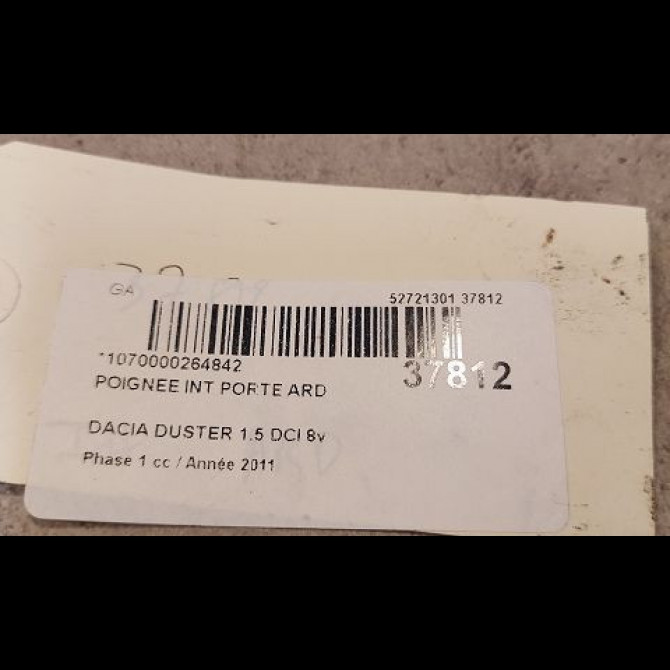 GA
52721301 37812
*1070000264842
37812
POIGNEE INT PORTE ARD
DACIA DUSTER 1.5 DCI 8v
Phase 1 cc / Année 2011